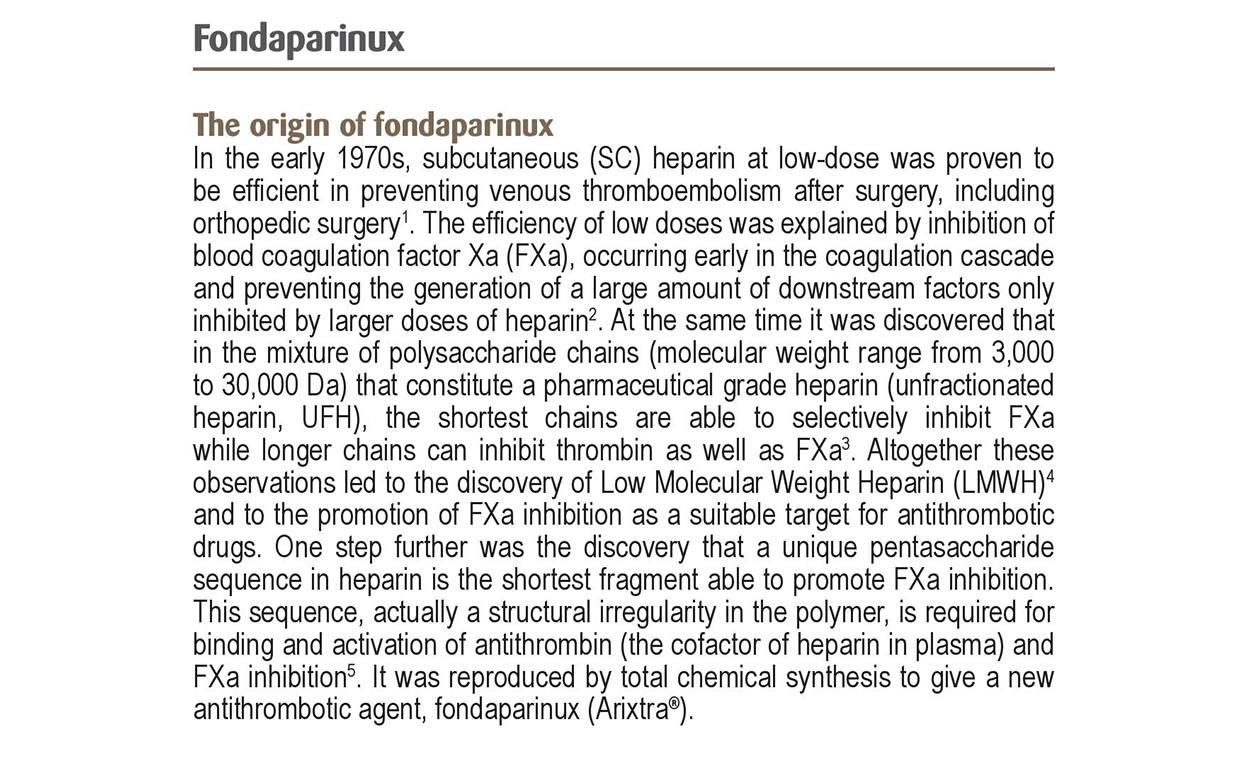 Fondaparinux
The origin of fondaparinux
In the early 1970s, subcutaneous (SC) heparin at low-dose was proven to
be efficient in preventing venous thromboembolism after surgery, including
orthopedic surgery¹. The efficiency of low doses was explained by inhibition of
blood coagulation factor Xa (FXa), occurring early in the coagulation cascade
and preventing the generation of a large amount of downstream factors only
inhibited by larger doses of heparin². At the same time it was discovered that
in the mixture of polysaccharide chains (molecular weight range from 3,000
to 30,000 Da) that constitute a pharmaceutical grade heparin (unfractionated
heparin, UFH), the shortest chains are able to selectively inhibit FXa
while longer chains can inhibit thrombin as well as FXa³. Altogether these
observations led to the discovery of Low Molecular Weight Heparin (LMWH)⁴
and to the promotion of FXa inhibition as a suitable target for antithrombotic
drugs. One step further was the discovery that a unique pentasaccharide
sequence in heparin is the shortest fragment able to promote FXa inhibition.
This sequence, actually a structural irregularity in the polymer, is required for
binding and activation of antithrombin (the cofactor of heparin in plasma) and
FXa inhibition⁵. It was reproduced by total chemical synthesis to give a new
antithrombotic agent, fondaparinux (Arixtra®).